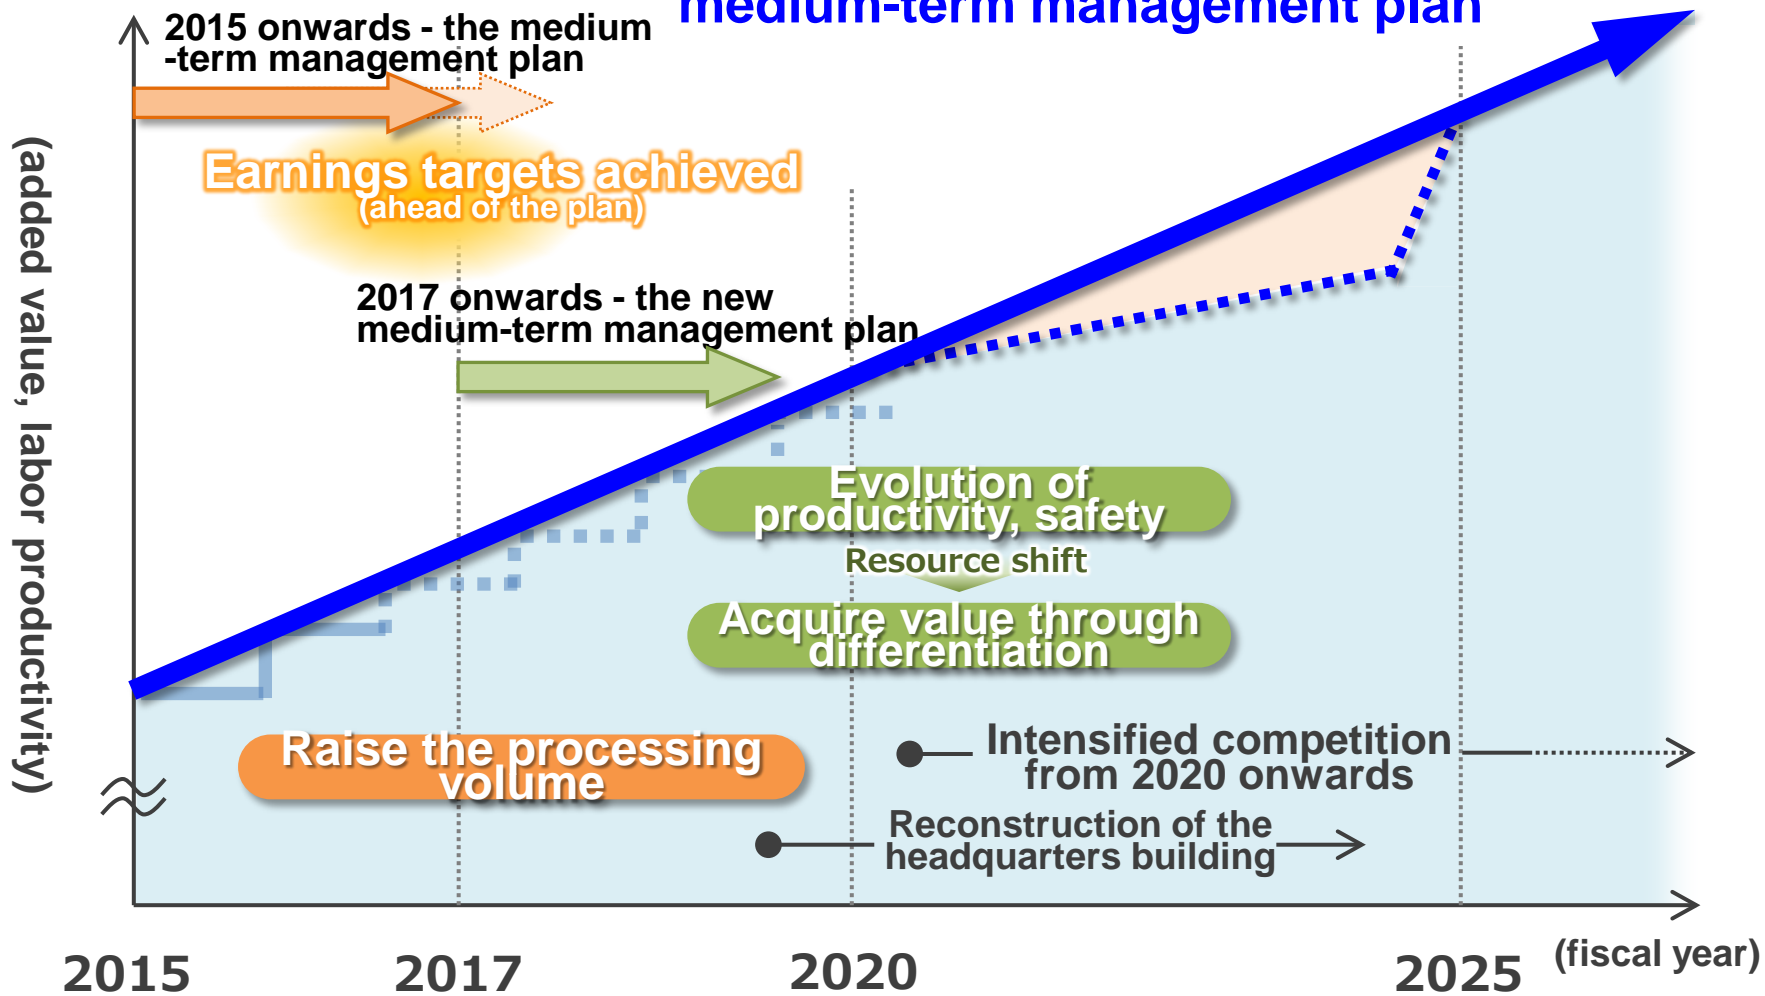 medium-term management plan
2015 onwards - the medium
-term management plan
Earnings targets achieved
(ahead of the plan)
2017 onwards - the new
medium-term management plan
(added value, labor productivity)
Evolution of
productivity, safety
Resource shift
Acquire value through
differentiation
Raise the processing
volume
Intensified competition
from 2020 onwards
Reconstruction of the
headquarters building
2015
2017
2020
2025
(fiscal year)